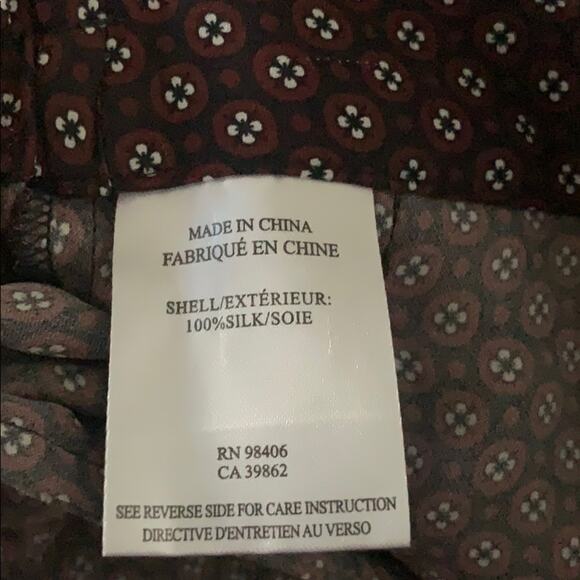 MADE IN CHINA
FABRIQUÉ EN CHINE
SHELL/EXTÉRIEUR:
100%SILK/SOIE
RN 98406
CA 39862
SEE REVERSE SIDE FOR CARE INSTRUCTION
DIRECTIVE D'ENTRETIEN AU VERSO